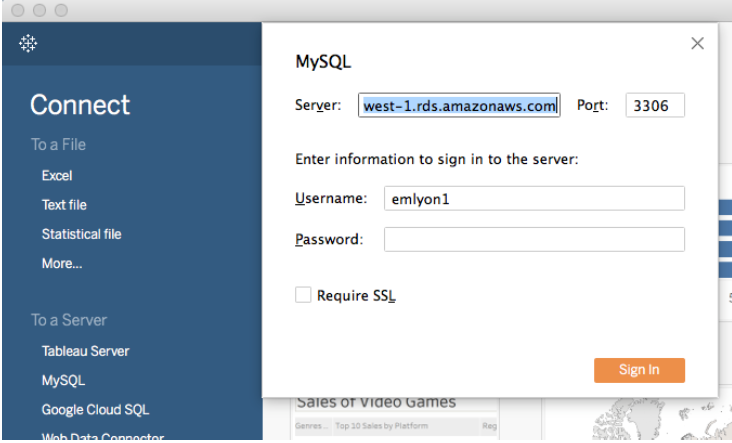 MySQL
Connect
Server: west-1.rds.amazonaws.com Port: 3306
To a File
Excel
Enter information to sign in to the server:
Text file
Username: emlyon1
Statistical file
Password:
More...
Require SSL
To a Server
Tableau Server
MySQL
Sign In
Google Cloud SQL
Sales of Video Games
Web Data Connector
Genres... Top 10 Sales by Platform Reg